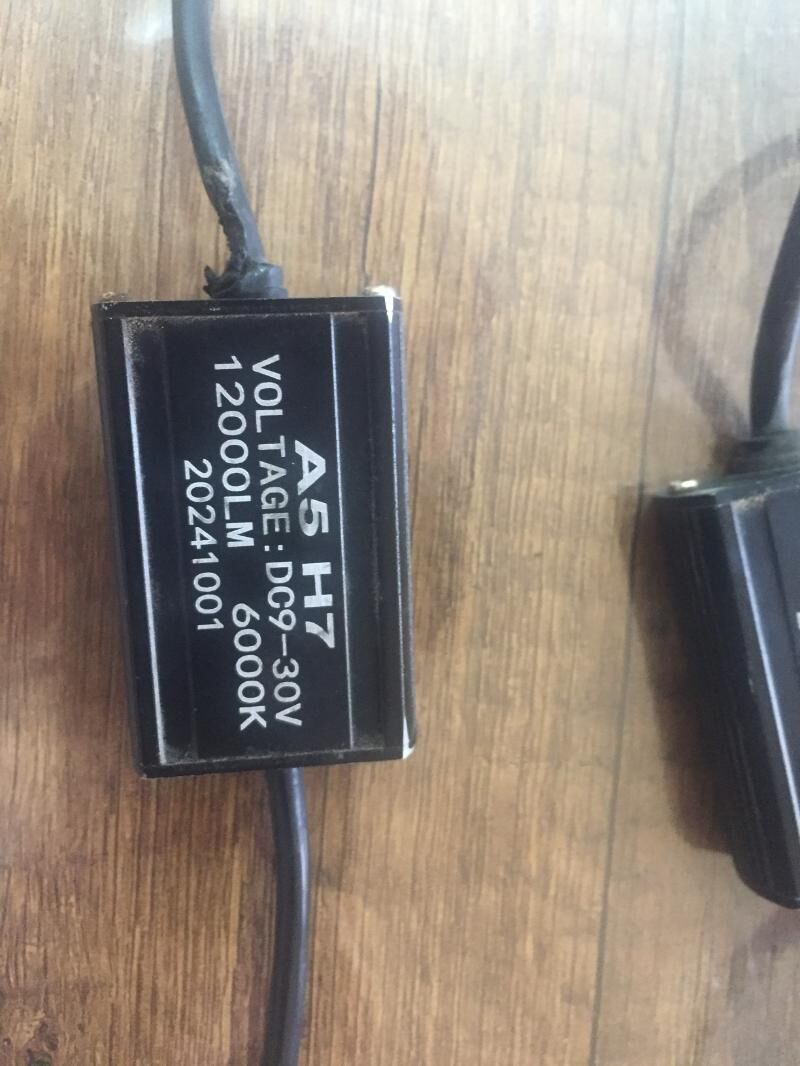 A5 H7
VOLTAGE:DC9-30V
12000LM 6000K
20241001